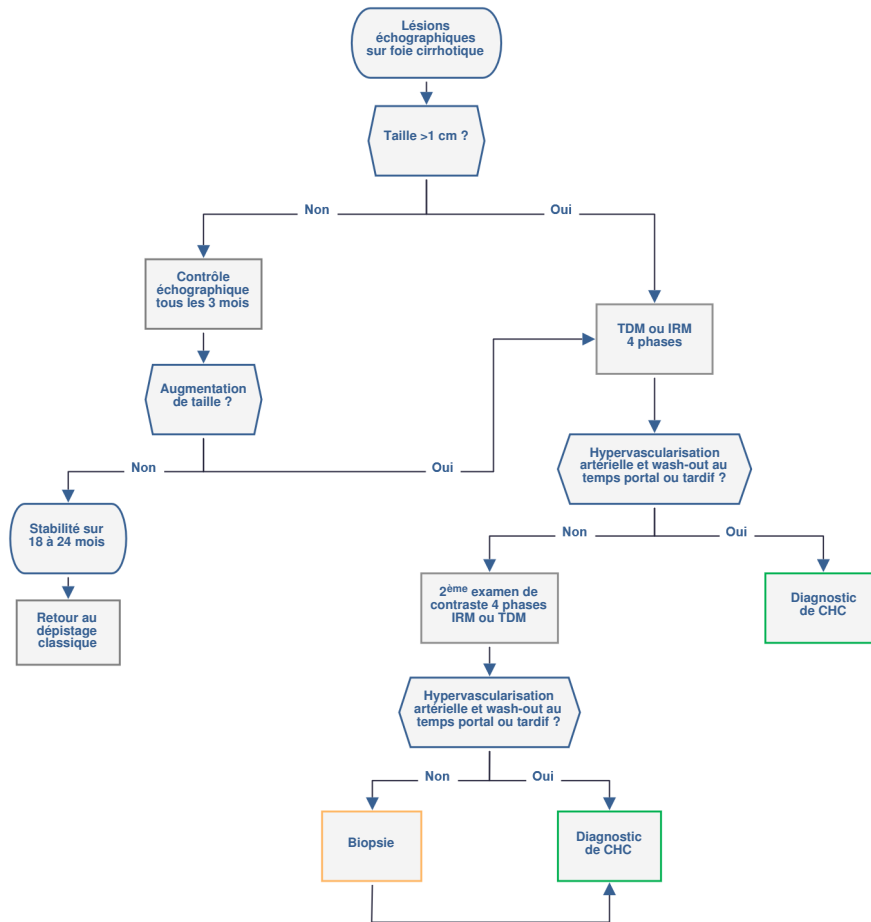 Lésions
échographiques
sur foie cirrhotique
Taille >1 cm ?
Non
Oui
Contrôle
échographique
tous les 3 mois
TDM ou IRM
4 phases
Augmentation
de taille ?
Hypervascularisation
artérielle et wash-out au
temps portal ou tardif ?
Non
Oui
Stabilité sur
18 à 24 mois
Non
Oui
Retour au
dépistage
classique
2ème examen de
contraste 4 phases
IRM ou TDM
Diagnostic
de CHC
Hypervascularisation
artérielle et wash-out au
temps portal ou tardif ?
Non
Oui
Biopsie
Diagnostic
de CHC